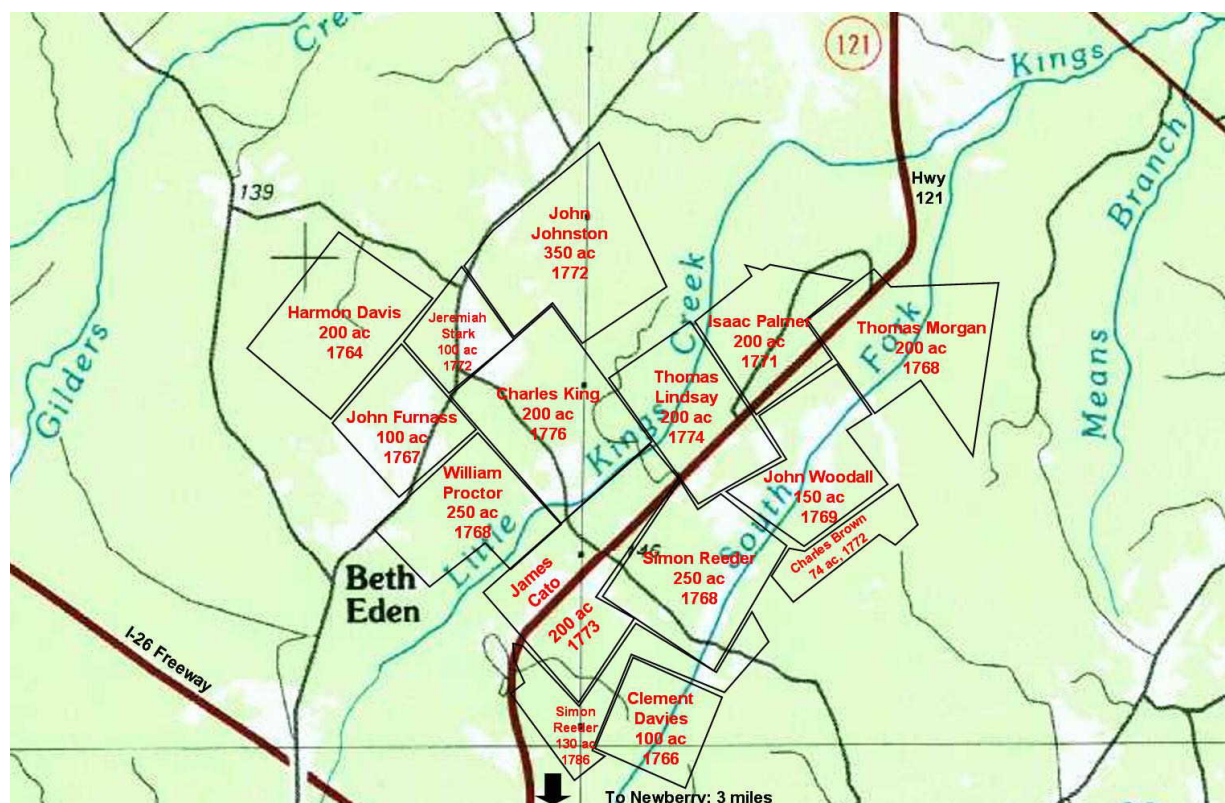 Creek
121
Kings
Hwy
121
139
Branch
John
Johnston
350 ac
1772
Harmon Davis
200 ac
1764
Jeremiah
Stark
100 ac
1772
Creek
Isaac Palmer
200 ac
1771
Thomas Morgan
200 ac
1768
Fork
Means
Gilders
Charles King
200 ac
1776
Thomas
Lindsay
200 ac
1774
Kings
John Furnass
100 ac
1767
William
Proctor
250 ac
1768
Little
John Woodall
150 ac
1769
South
Charles Brown
74 ac, 1772
146
Simon Reeder
250 ac
1768
Beth
Eden
James
Cato
200 ac
1773
I-26 Freeway
Simon
Reeder
130 ac
1786
Clement
Davies
100 ac
1766
To Newberry: 3 miles